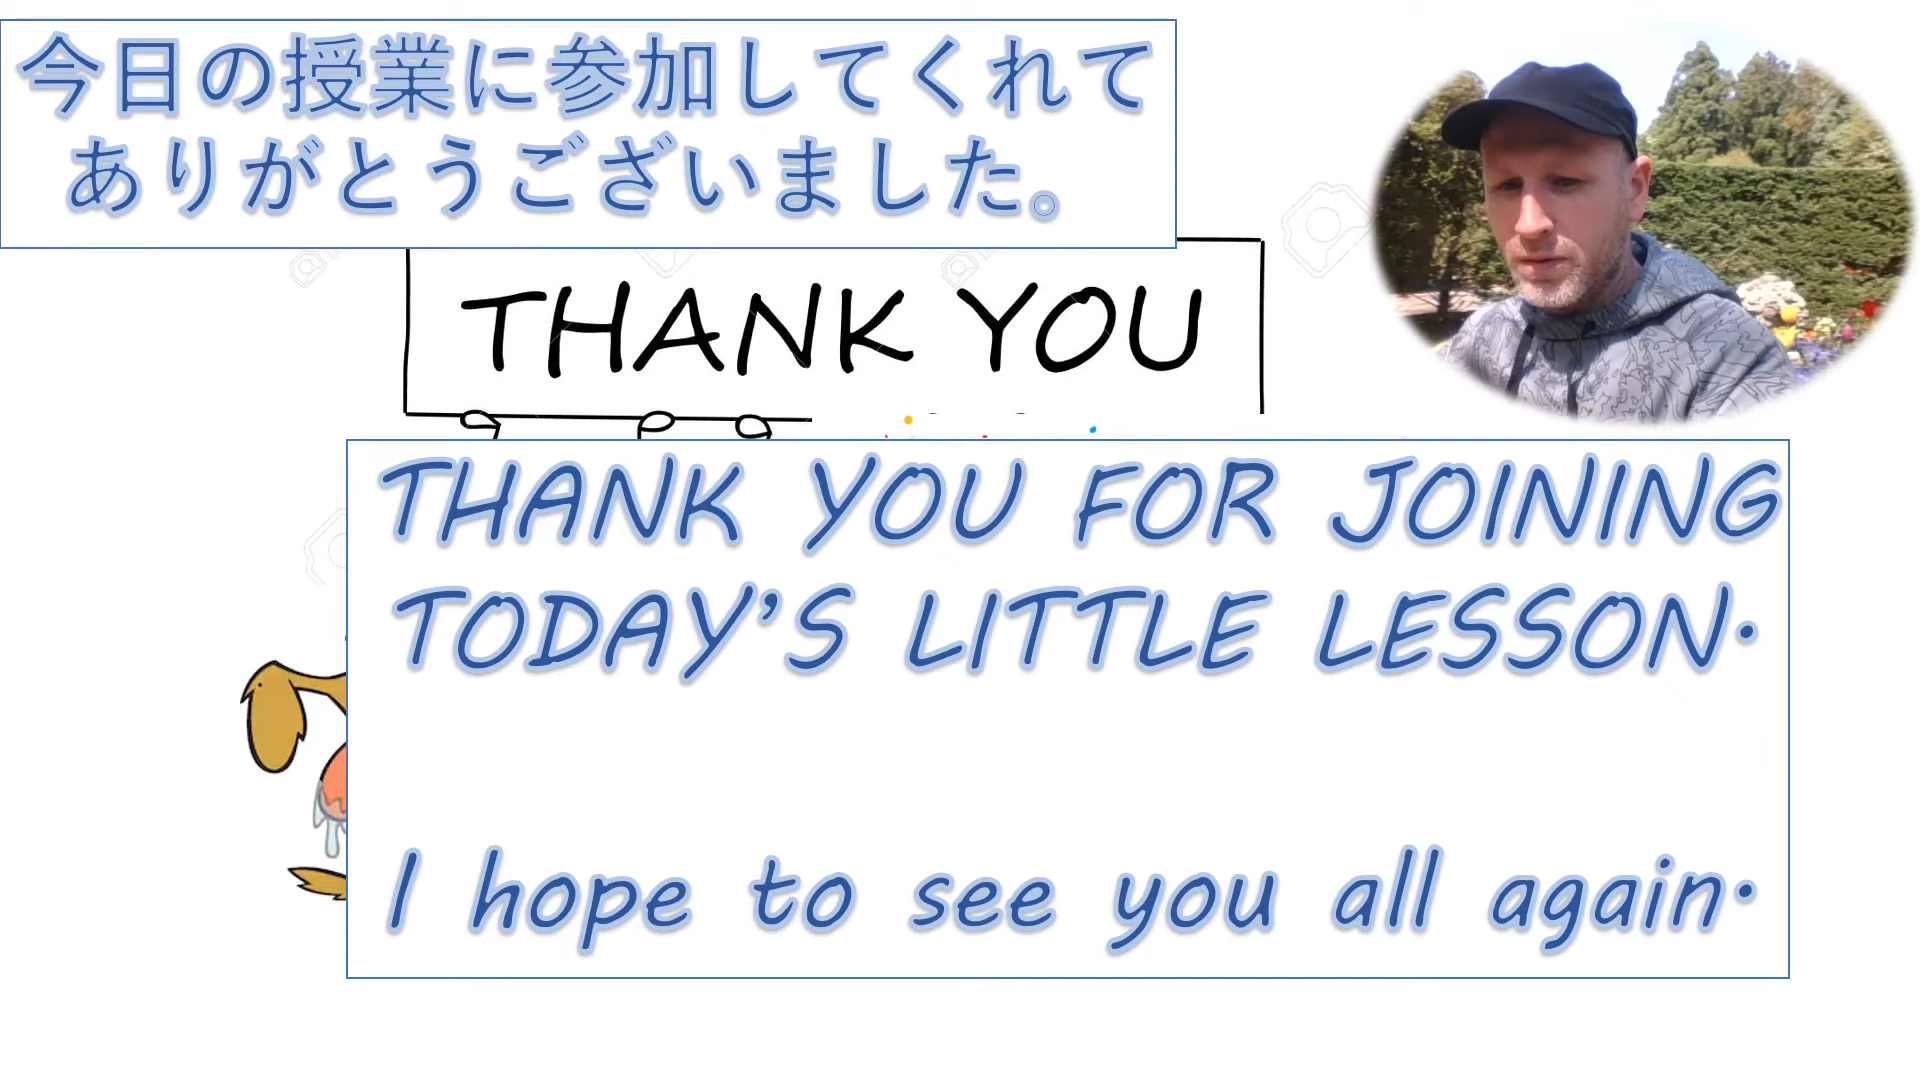 今日の授業に参加してくれて
ありがとうございました。
THANK YOU
THANK YOU FOR JOINING
TODAY’S LITTLE LESSON.
I hope to see you all again.